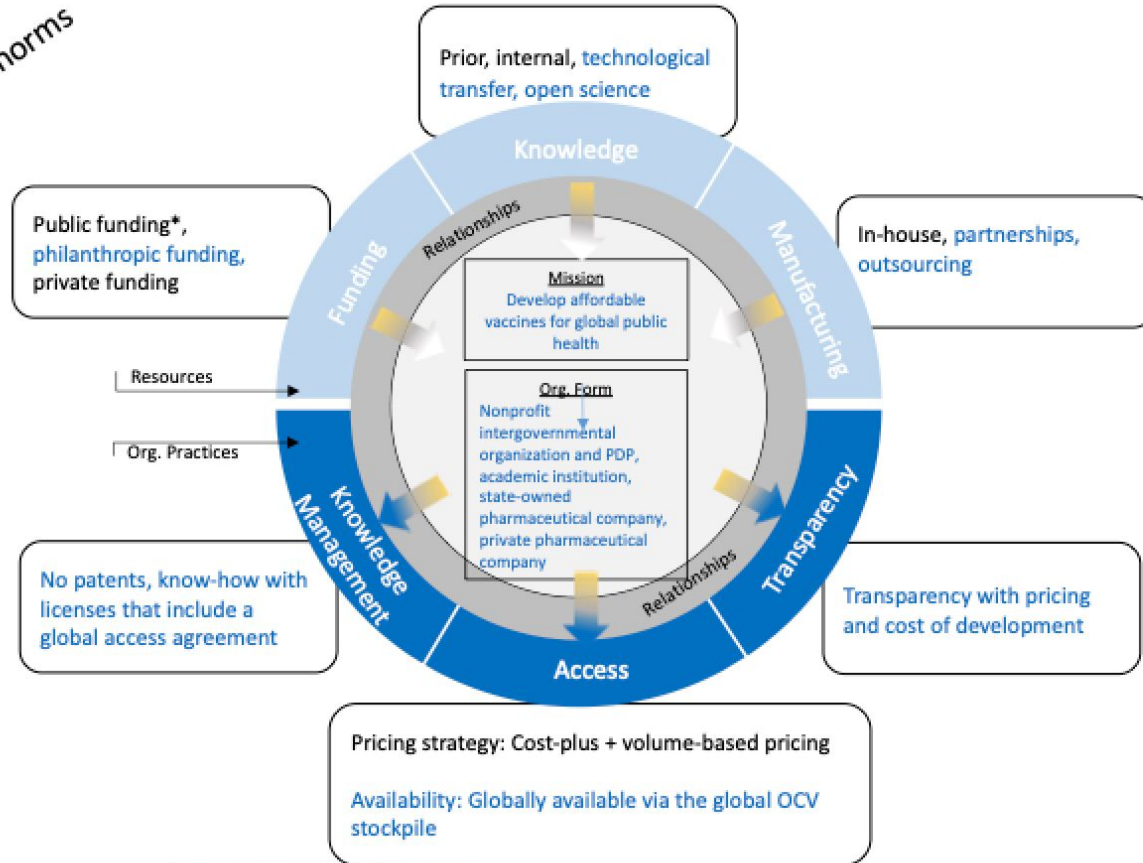 norms
Prior, internal, technological
transfer, open science
Knowledge
Relationships
Public funding*,
philanthropic funding,
private funding
Funding
Manufacturing
In-house, partnerships,
outsourcing
Mission
Develop affordable
vaccines for global public
health
Resources
Org. Practices
Org. Form
Nonprofit
intergovernmental
organization and PDP,
academic institution,
state-owned
pharmaceutical company,
private pharmaceutical
company
Knowledge
Management
Transparency
Relationships
No patents, know-how with
licenses that include a
global access agreement
Transparency with pricing
and cost of development
Access
Pricing strategy: Cost-plus + volume-based pricing
Availability: Globally available via the global OCV
stockpile